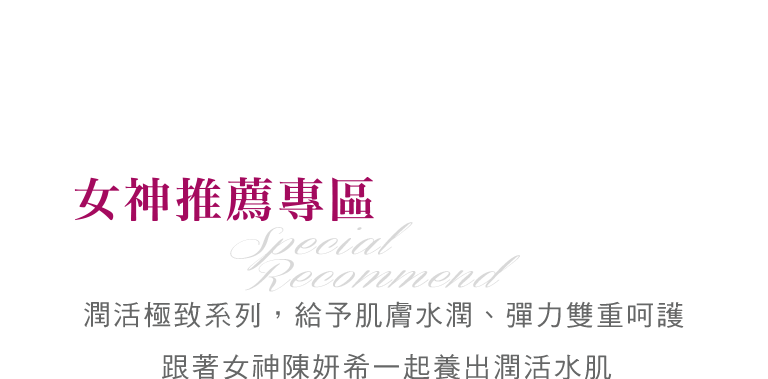 女神推薦專區
Special
Recommend
潤活極致系列，給予肌膚水潤、彈力雙重呵護
跟著女神陳妍希一起養出潤活水肌